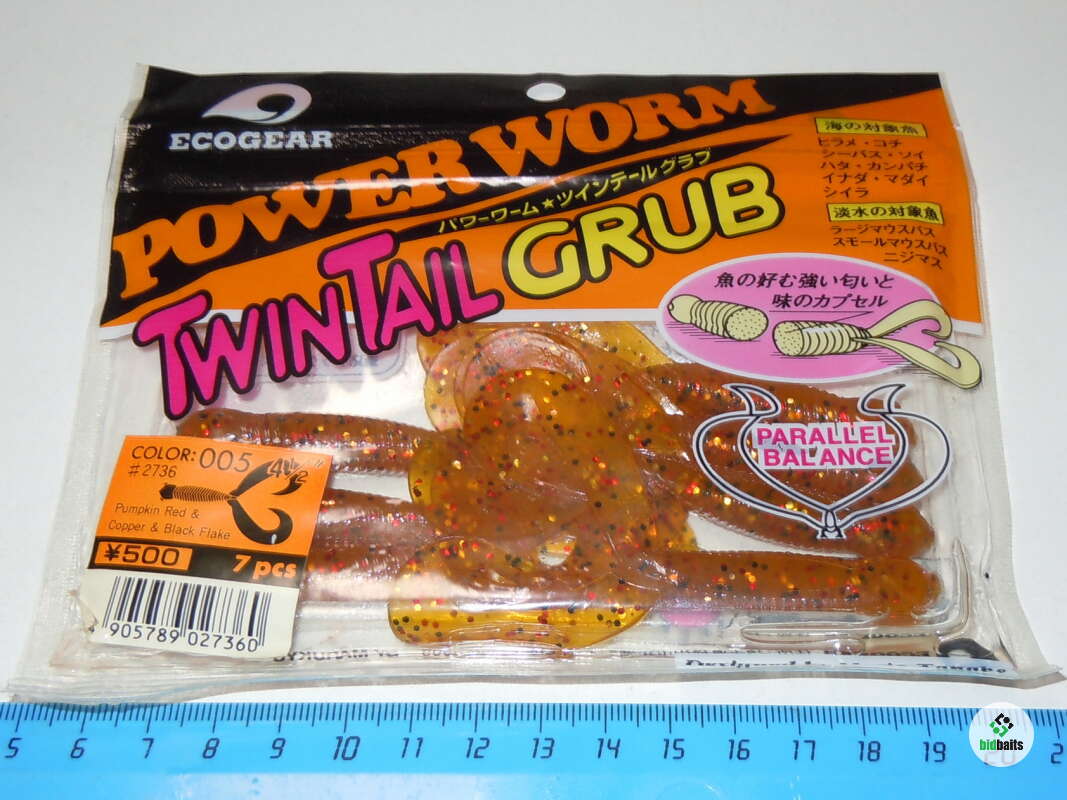 ECOGEAR
POWER WORM
パワーワーム★ツインテールグラブ
TWIN TAIL GRUB
海の対象魚
ヒラメ・コチ
シーバス・ソイ
ハタ・カンパチ
イナダ・マダイ
シイラ
淡水の対象魚
ラージマウスバス
スモールマウスバス
ニジマス
魚の好む強い匂いと
味のカプセル
PARALLEL
BALANCE
COLOR: 005
#2736
4 1/2"
Pumpkin Red &
Copper & Black Flake
¥500
7 pcs
4 905789 027360
5 6 7 8 9 10 11 12 13 14 15 16 17 18 19 20 2
bidbaits